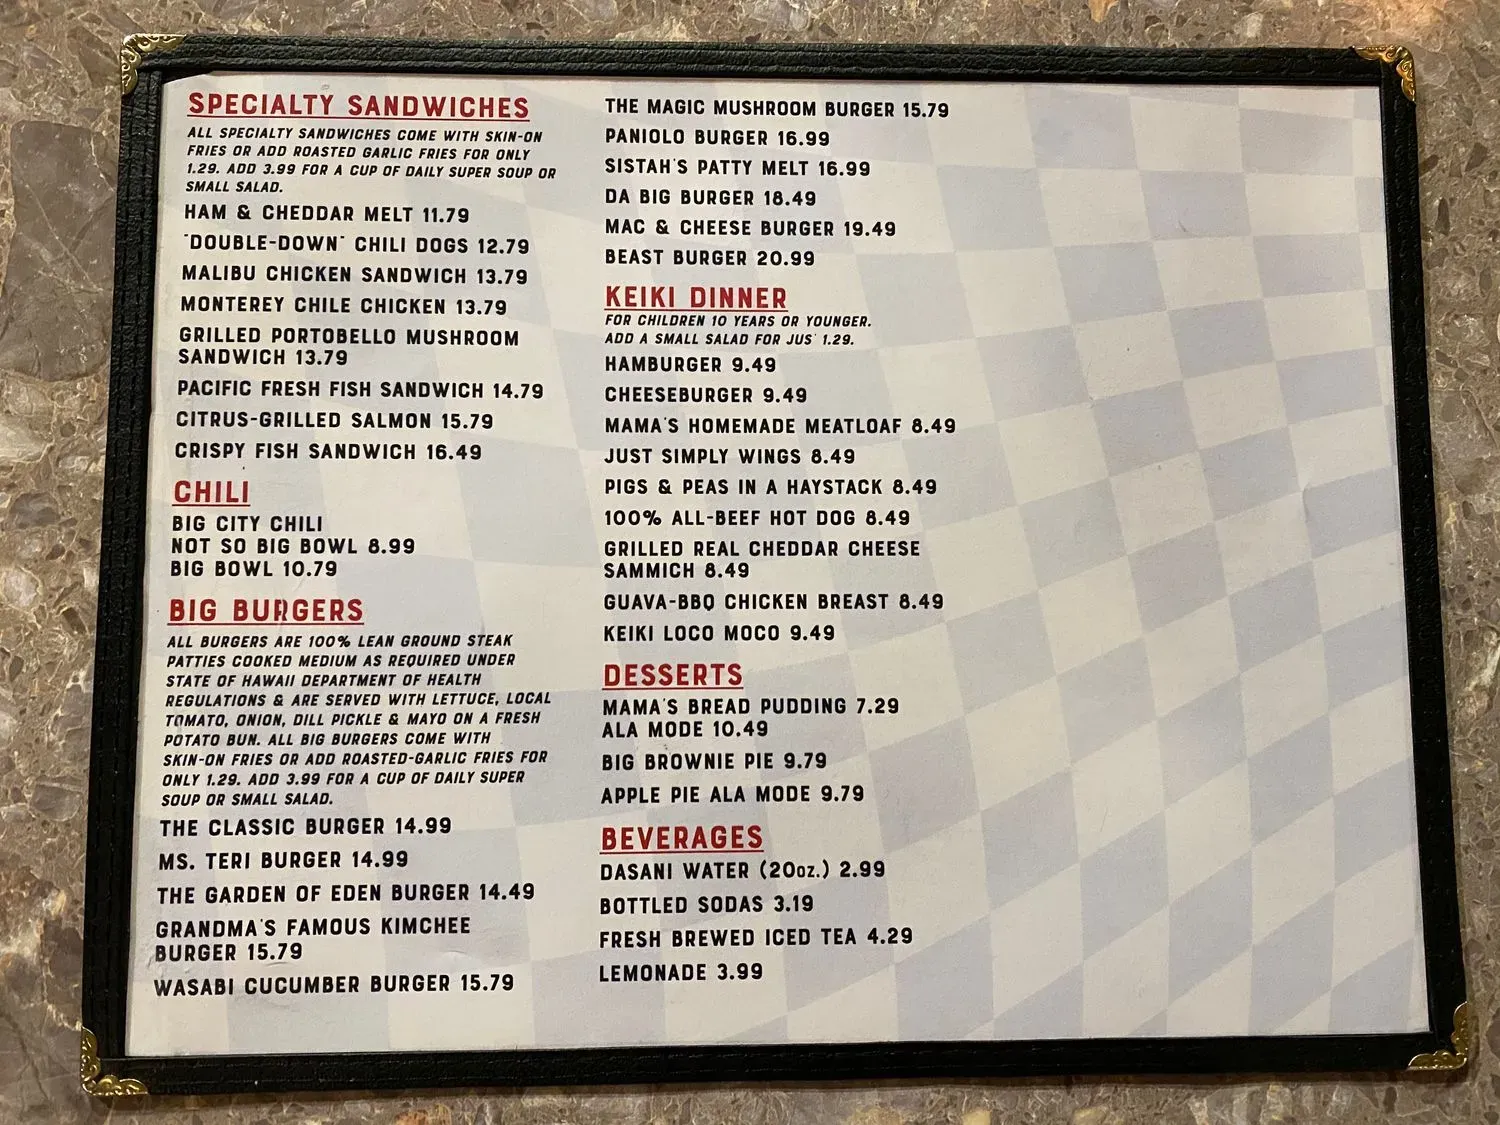 SPECIALTY SANDWICHES
ALL SPECIALTY SANDWICHES COME WITH SKIN-ON
FRIES OR ADD ROASTED GARLIC FRIES FOR ONLY
1.29. ADD 3.99 FOR A CUP OF DAILY SUPER SOUP OR
SMALL SALAD.
HAM & CHEDDAR MELT 11.79
"DOUBLE-DOWN" CHILI DOGS 12.79
MALIBU CHICKEN SANDWICH 13.79
MONTEREY CHILE CHICKEN 13.79
GRILLED PORTOBELLO MUSHROOM
SANDWICH 13.79
PACIFIC FRESH FISH SANDWICH 14.79
CITRUS-GRILLED SALMON 15.79
CRISPY FISH SANDWICH 16.49
CHILI
BIG CITY CHILI
NOT SO BIG BOWL 8.99
BIG BOWL 10.79
BIG BURGERS
ALL BURGERS ARE 100% LEAN GROUND STEAK
PATTIES COOKED MEDIUM AS REQUIRED UNDER
STATE OF HAWAII DEPARTMENT OF HEALTH
REGULATIONS & ARE SERVED WITH LETTUCE, LOCAL
TOMATO, ONION, DILL PICKLE & MAYO ON A FRESH
POTATO BUN. ALL BIG BURGERS COME WITH
SKIN-ON FRIES OR ADD ROASTED-GARLIC FRIES FOR
ONLY 1.29. ADD 3.99 FOR A CUP OF DAILY SUPER
SOUP OR SMALL SALAD.
THE CLASSIC BURGER 14.99
MS. TERI BURGER 14.99
THE GARDEN OF EDEN BURGER 14.49
GRANDMA'S FAMOUS KIMCHEE
BURGER 15.79
WASABI CUCUMBER BURGER 15.79
THE MAGIC MUSHROOM BURGER 15.79
PANIOLO BURGER 16.99
SISTAH'S PATTY MELT 16.99
DA BIG BURGER 18.49
MAC & CHEESE BURGER 19.49
BEAST BURGER 20.99
KEIKI DINNER
FOR CHILDREN 10 YEARS OR YOUNGER.
ADD A SMALL SALAD FOR JUS' 1.29.
HAMBURGER 9.49
CHEESEBURGER 9.49
MAMA'S HOMEMADE MEATLOAF 8.49
JUST SIMPLY WINGS 8.49
PIGS & PEAS IN A HAYSTACK 8.49
100% ALL-BEEF HOT DOG 8.49
GRILLED REAL CHEDDAR CHEESE
SAMMICH 8.49
GUAVA-BBQ CHICKEN BREAST 8.49
KEIKI LOCO MOCO 9.49
DESSERTS
MAMA'S BREAD PUDDING 7.29
ALA MODE 10.49
BIG BROWNIE PIE 9.79
APPLE PIE ALA MODE 9.79
BEVERAGES
DASANI WATER (20oz.) 2.99
BOTTLED SODAS 3.19
FRESH BREWED ICED TEA 4.29
LEMONADE 3.99